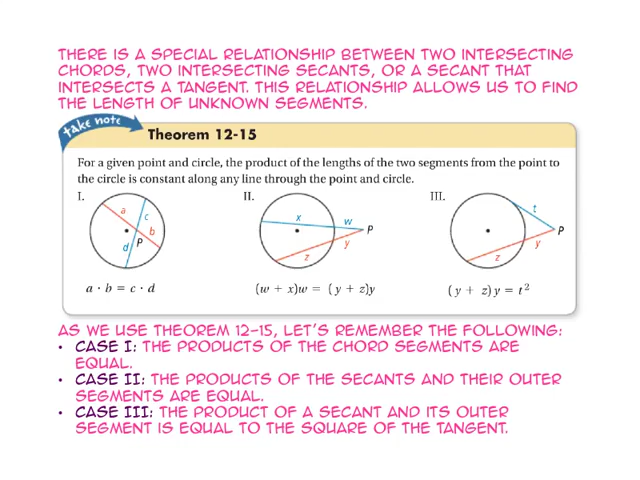 THERE IS A SPECIAL RELATIONSHIP BETWEEN TWO INTERSECTING
CHORDS, TWO INTERSECTING SECANTS, OR A SECANT THAT
INTERSECTS A TANGENT. THIS RELATIONSHIP ALLOWS US TO FIND
THE LENGTH OF UNKNOWN SEGMENTS.
take note
Theorem 12-15
For a given point and circle, the product of the lengths of the two segments from the point to
the circle is constant along any line through the point and circle.
I. II. III.
a c b d P
x w P y z
t P y z
a · b = c · d
(w + x)w = (y + z)y
(y + z)y = t²
AS WE USE THEOREM 12-15, LET'S REMEMBER THE FOLLOWING:
• CASE I: THE PRODUCTS OF THE CHORD SEGMENTS ARE
EQUAL.
• CASE II: THE PRODUCTS OF THE SECANTS AND THEIR OUTER
SEGMENTS ARE EQUAL.
• CASE III: THE PRODUCT OF A SECANT AND ITS OUTER
SEGMENT IS EQUAL TO THE SQUARE OF THE TANGENT.